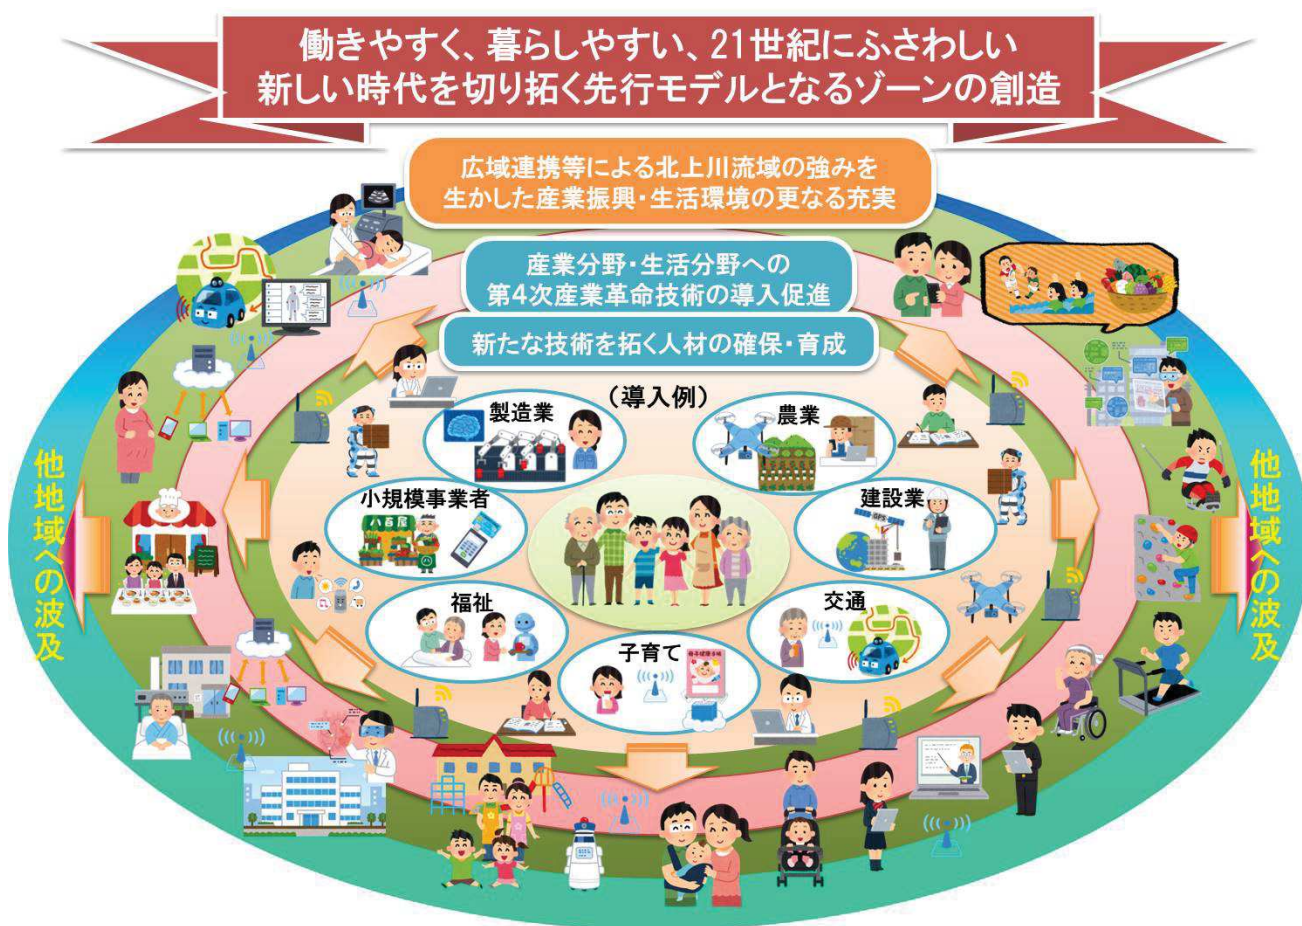 働きやすく、暮らしやすい、21世紀にふさわしい
新しい時代を切り拓く先行モデルとなるゾーンの創造
広域連携等による北上川流域の強みを
生かした産業振興・生活環境の更なる充実
産業分野・生活分野への
第4次産業革命技術の導入促進
新たな技術を拓く人材の確保・育成
（導入例）
製造業
農業
小規模事業者
八百屋
建設業
GPS
福祉
交通
子育て
母子健康手帳
他地域への波及
他地域への波及